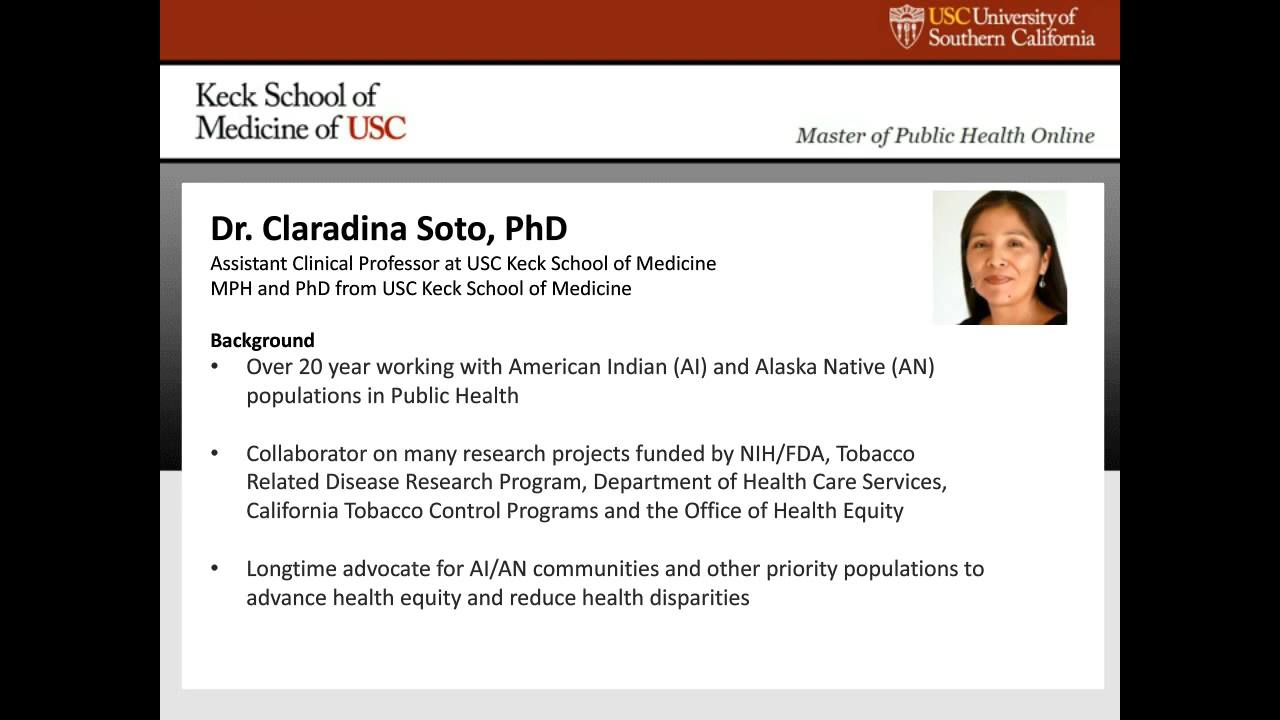 USC University of
Southern California
Keck School of
Medicine of USC
Master of Public Health Online
Dr. Claradina Soto, PhD
Assistant Clinical Professor at USC Keck School of Medicine
MPH and PhD from USC Keck School of Medicine
Background
• Over 20 year working with American Indian (AI) and Alaska Native (AN)
populations in Public Health
• Collaborator on many research projects funded by NIH/FDA, Tobacco
Related Disease Research Program, Department of Health Care Services,
California Tobacco Control Programs and the Office of Health Equity
• Longtime advocate for AI/AN communities and other priority populations to
advance health equity and reduce health disparities